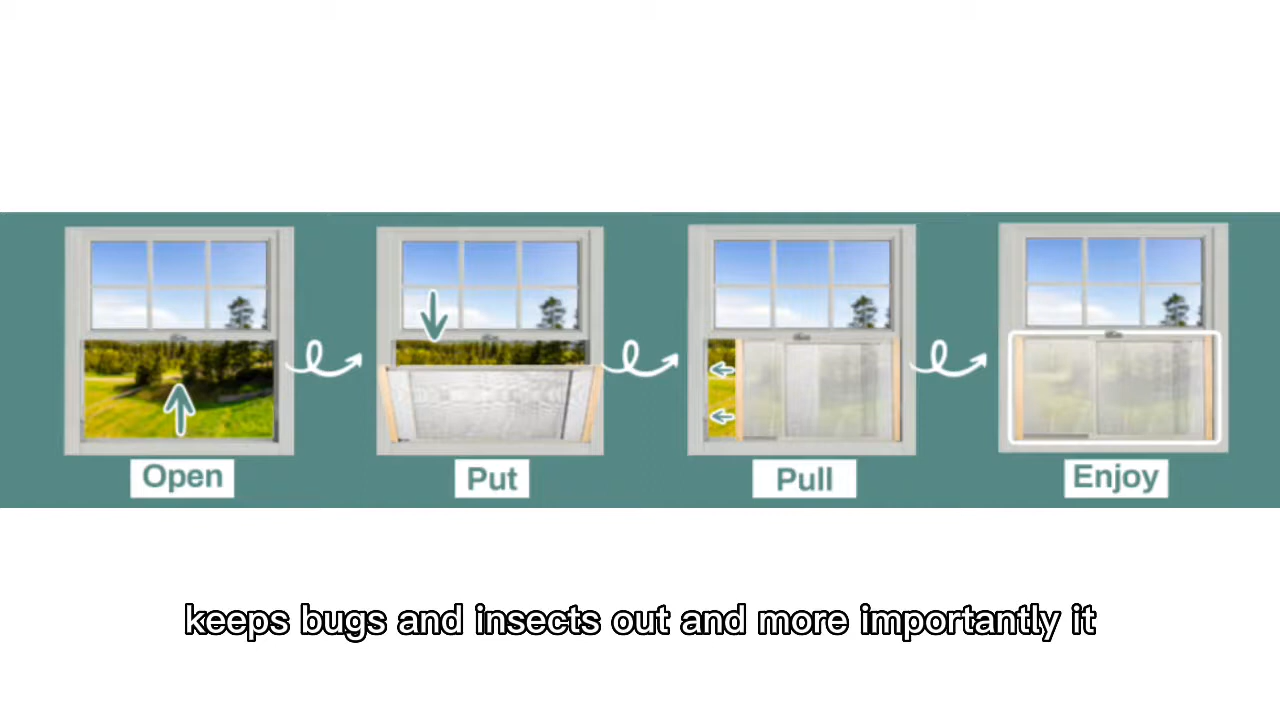 Open
Put
Pull
Enjoy
keeps bugs and insects out and more importantly it